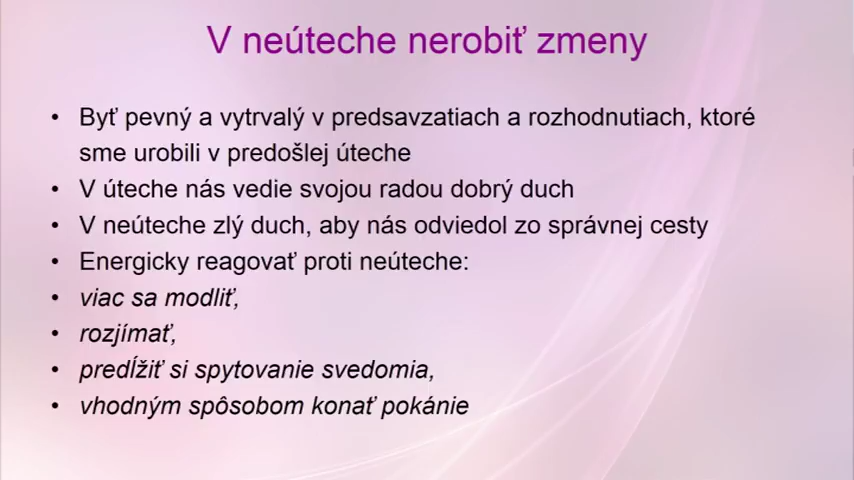 V neúteche nerobiť zmeny
• Byť pevný a vytrvalý v predsavzatiach a rozhodnutiach, ktoré
sme urobili v predošlej úteche
• V úteche nás vedie svojou radou dobrý duch
• V neúteche zlý duch, aby nás odviedol zo správnej cesty
• Energicky reagovať proti neúteche:
• viac sa modliť,
• rozjímať,
• predĺžiť si spytovanie svedomia,
• vhodným spôsobom konať pokánie